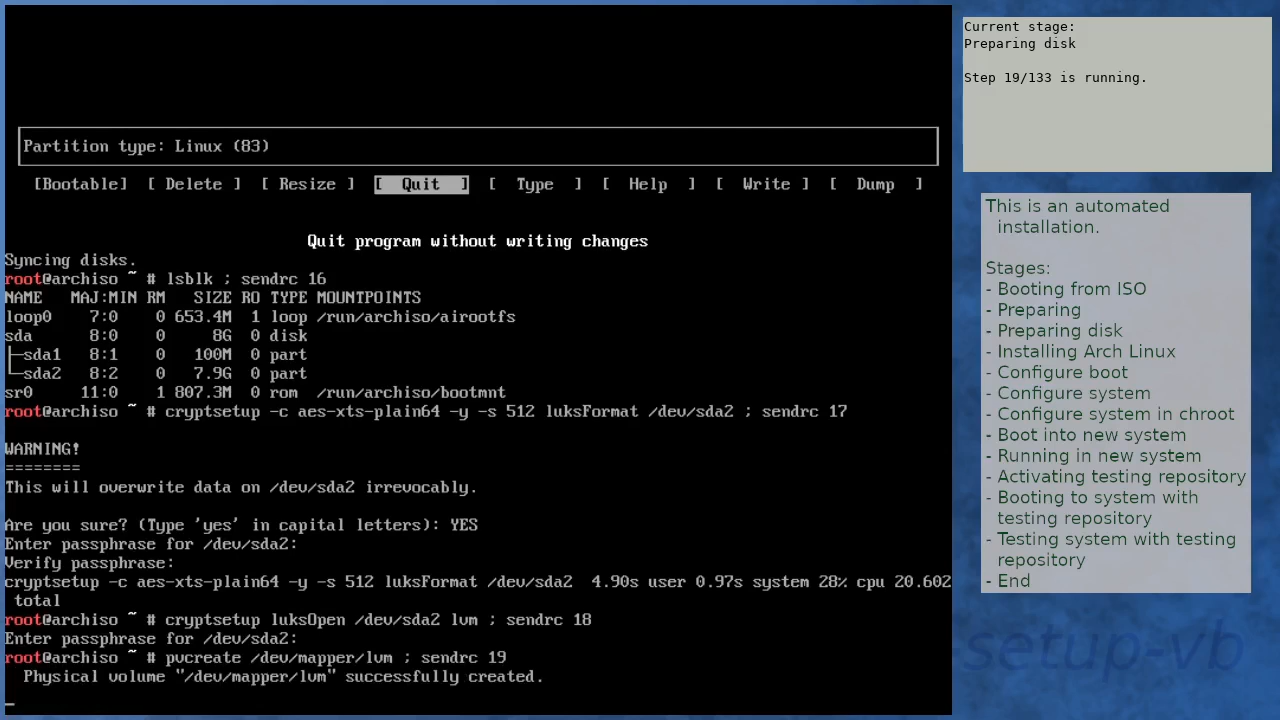 Partition type: Linux (83)
[Bootable] [ Delete ] [ Resize ] [ Quit ] [ Type ] [ Help ] [ Write ] [ Dump ]
Quit program without writing changes
Syncing disks.
root@archiso ~ # lsblk ; sendrc 16
NAME MAJ:MIN RM SIZE RO TYPE MOUNTPOINTS
loop0 7:0 0 653.4M 1 loop /run/archiso/airootfs
sda 8:0 0 8G 0 disk
├─sda1 8:1 0 100M 0 part
└─sda2 8:2 0 7.9G 0 part
sr0 11:0 1 807.3M 0 rom /run/archiso/bootmnt
root@archiso ~ # cryptsetup -c aes-xts-plain64 -y -s 512 luksFormat /dev/sda2 ; sendrc 17
WARNING!
========
This will overwrite data on /dev/sda2 irrevocably.
Are you sure? (Type 'yes' in capital letters): YES
Enter passphrase for /dev/sda2:
Verify passphrase:
cryptsetup -c aes-xts-plain64 -y -s 512 luksFormat /dev/sda2 4.90s user 0.97s system 28% cpu 20.602
total
root@archiso ~ # cryptsetup luksOpen /dev/sda2 lvm ; sendrc 18
Enter passphrase for /dev/sda2:
root@archiso ~ # pvcreate /dev/mapper/lvm ; sendrc 19
Physical volume "/dev/mapper/lvm" successfully created.
_
Current stage:
Preparing disk
Step 19/133 is running.
This is an automated
installation.
Stages:
- Booting from ISO
- Preparing
- Preparing disk
- Installing Arch Linux
- Configure boot
- Configure system
- Configure system in chroot
- Boot into new system
- Running in new system
- Activating testing repository
- Booting to system with
testing repository
- Testing system with testing
repository
- End
setup-vb